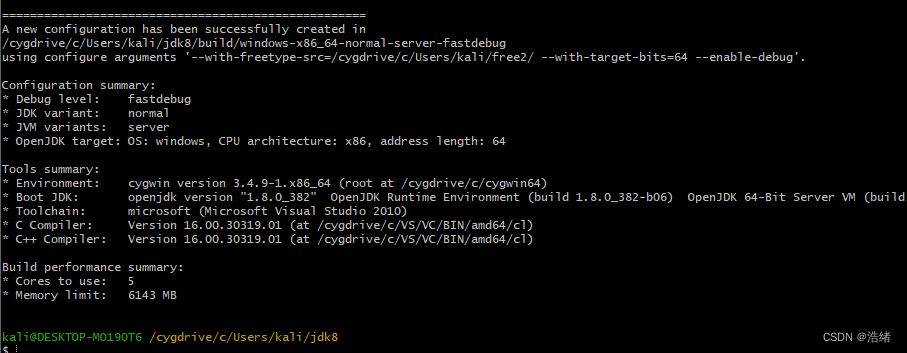 ====================================================
A new configuration has been successfully created in
/cygdrive/c/Users/kali/jdk8/build/windows-x86_64-normal-server-fastdebug
using configure arguments '--with-freetype-src=/cygdrive/c/Users/kali/free2/ --with-target-bits=64 --enable-debug'.
Configuration summary:
* Debug level:    fastdebug
* JDK variant:    normal
* JVM variants:   server
* OpenJDK target: OS: windows, CPU architecture: x86, address length: 64
Tools summary:
* Environment:    cygwin version 3.4.9-1.x86_64 (root at /cygdrive/c/cygwin64)
* Boot JDK:       openjdk version "1.8.0_382"  OpenJDK Runtime Environment (build 1.8.0_382-b06)  OpenJDK 64-Bit Server VM (build
* Toolchain:      microsoft (Microsoft Visual Studio 2010)
* C Compiler:     Version 16.00.30319.01 (at /cygdrive/c/VS/VC/BIN/amd64/cl)
* C++ Compiler:   Version 16.00.30319.01 (at /cygdrive/c/VS/VC/BIN/amd64/cl)
Build performance summary:
* Cores to use:   5
* Memory limit:   6143 MB
kali@DESKTOP-MO190T6 /cygdrive/c/Users/kali/jdk8
$
CSDN @浩绪